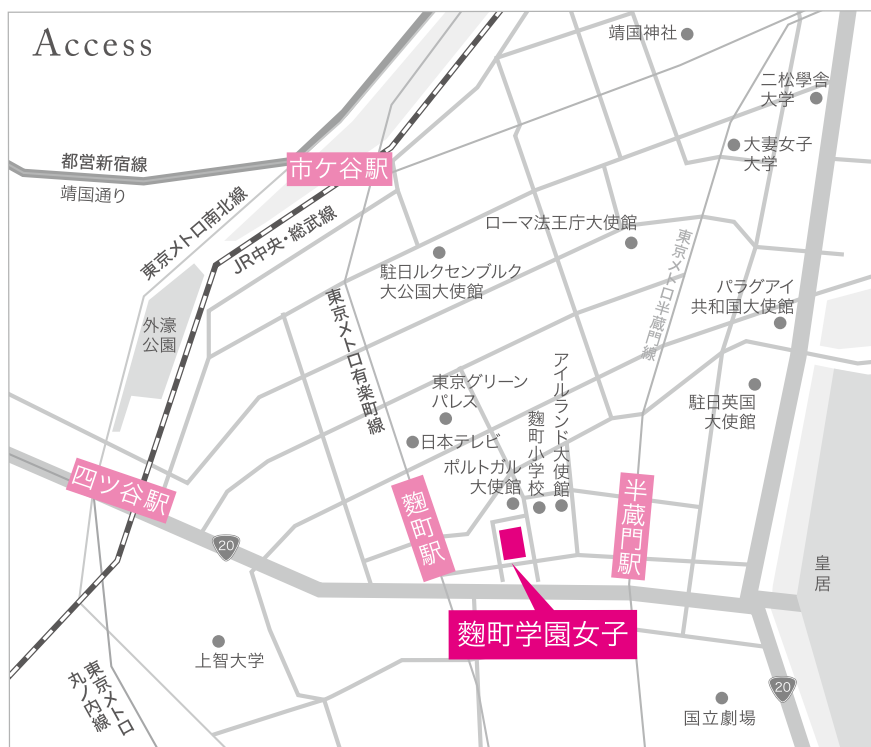 Access
靖国神社
二松學舎
大学
大妻女子
大学
都営新宿線
靖国通り
市ケ谷駅
東京メトロ南北線
JR中央・総武線
ローマ法王庁大使館
東京メトロ半蔵門線
駐日ルクセンブルク
大公国大使館
パラグアイ
共和国大使館
外濠
公園
東京メトロ有楽町線
東京グリーン
パレス
アイルランド大使館
麴町小学校
駐日英国
大使館
日本テレビ
ポルトガル
大使館
四ツ谷駅
麴町駅
半蔵門駅
20
皇居
麴町学園女子
上智大学
東京メトロ
丸ノ内線
20
国立劇場